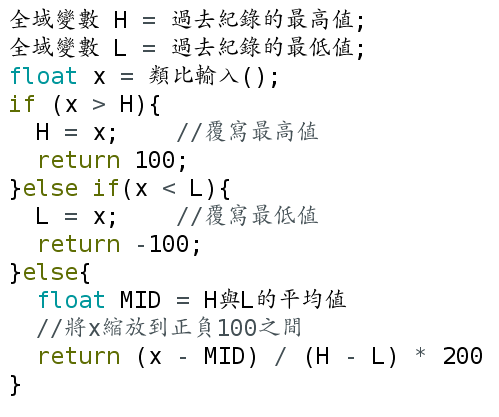 全域變數 H = 過去紀錄的最高值;
全域變數 L = 過去紀錄的最低值;
float x = 類比輸入();
if (x > H){
  H = x;    //覆寫最高值
  return 100;
}else if(x < L){
  L = x;    //覆寫最低值
  return -100;
}else{
  float MID = H與L的平均值
  //將x縮放到正負100之間
  return (x - MID) / (H - L) * 200
}